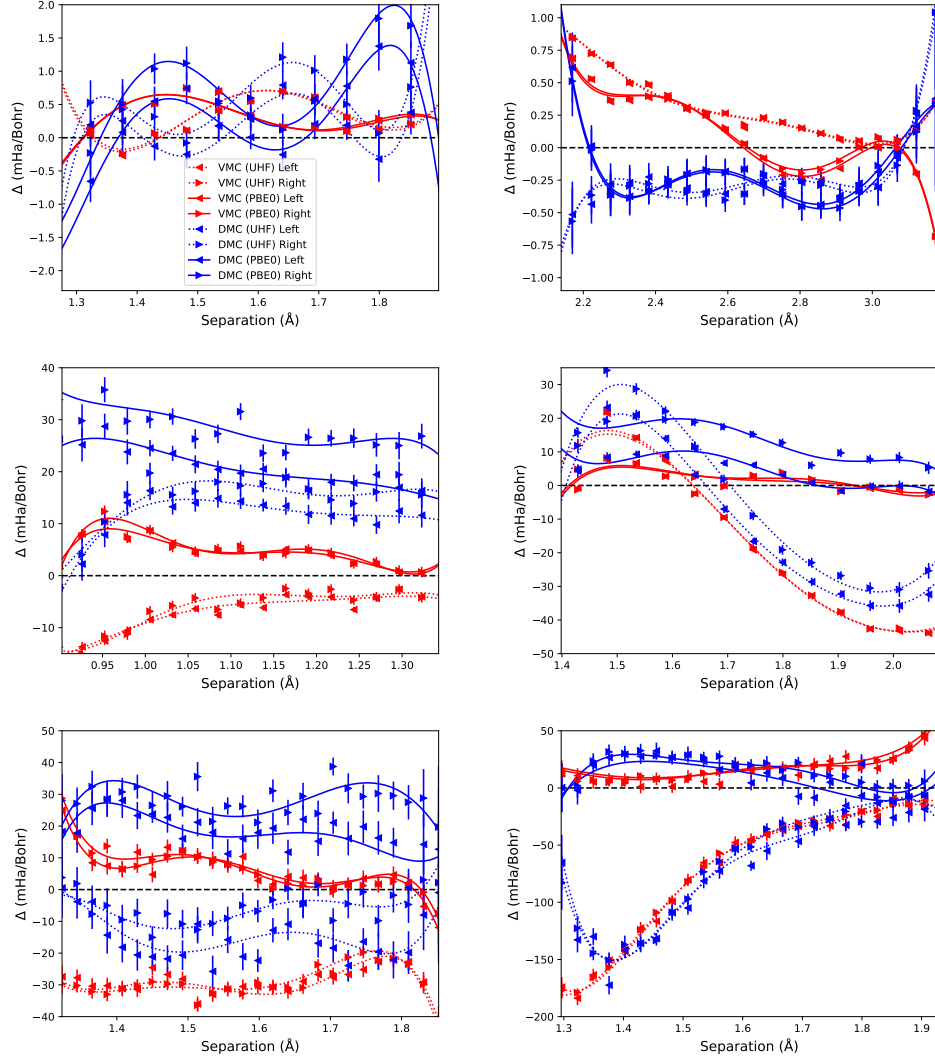 2.0
1.5
1.0
0.5
0.0
−0.5
−1.0
−1.5
−2.0
Δ (mHa/Bohr)
VMC (UHF) Left
VMC (UHF) Right
VMC (PBE0) Left
VMC (PBE0) Right
DMC (UHF) Left
DMC (UHF) Right
DMC (PBE0) Left
DMC (PBE0) Right
1.3 1.4 1.5 1.6 1.7 1.8
Separation (Å)
1.00
0.75
0.50
0.25
0.00
−0.25
−0.50
−0.75
−1.00
Δ (mHa/Bohr)
2.2 2.4 2.6 2.8 3.0
Separation (Å)
40
30
20
10
0
−10
Δ (mHa/Bohr)
0.95 1.00 1.05 1.10 1.15 1.20 1.25 1.30
Separation (Å)
30
20
10
0
−10
−20
−30
−40
−50
Δ (mHa/Bohr)
1.4 1.5 1.6 1.7 1.8 1.9 2.0
Separation (Å)
50
40
30
20
10
0
−10
−20
−30
−40
Δ (mHa/Bohr)
1.4 1.5 1.6 1.7 1.8
Separation (Å)
50
0
−50
−100
−150
−200
Δ (mHa/Bohr)
1.3 1.4 1.5 1.6 1.7 1.8 1.9
Separation (Å)